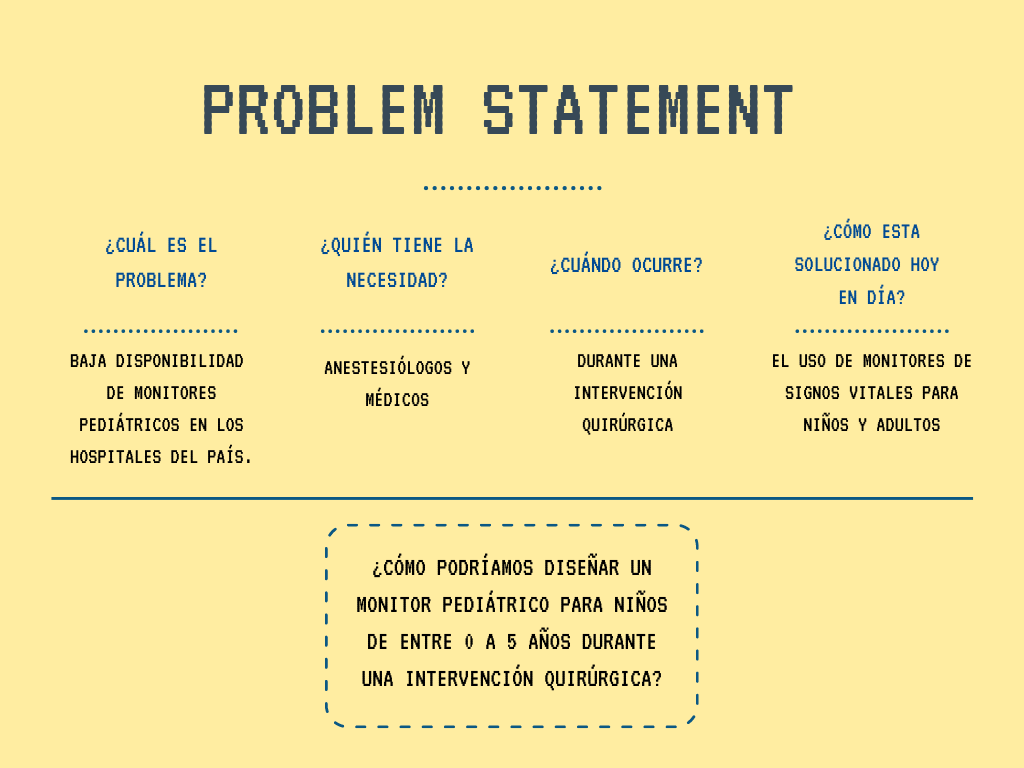 PROBLEM STATEMENT
¿CUÁL ES EL
PROBLEMA?
BAJA DISPONIBILIDAD
DE MONITORES
PEDIÁTRICOS EN LOS
HOSPITALES DEL PAÍS.
¿QUIÉN TIENE LA
NECESIDAD?
ANESTESIÓLOGOS Y
MÉDICOS
¿CUÁNDO OCURRE?
DURANTE UNA
INTERVENCIÓN
QUIRÚRGICA
¿CÓMO ESTA
SOLUCIONADO HOY
EN DÍA?
EL USO DE MONITORES DE
SIGNOS VITALES PARA
NIÑOS Y ADULTOS
¿CÓMO PODRÍAMOS DISEÑAR UN
MONITOR PEDIÁTRICO PARA NIÑOS
DE ENTRE 0 A 5 AÑOS DURANTE
UNA INTERVENCIÓN QUIRÚRGICA?